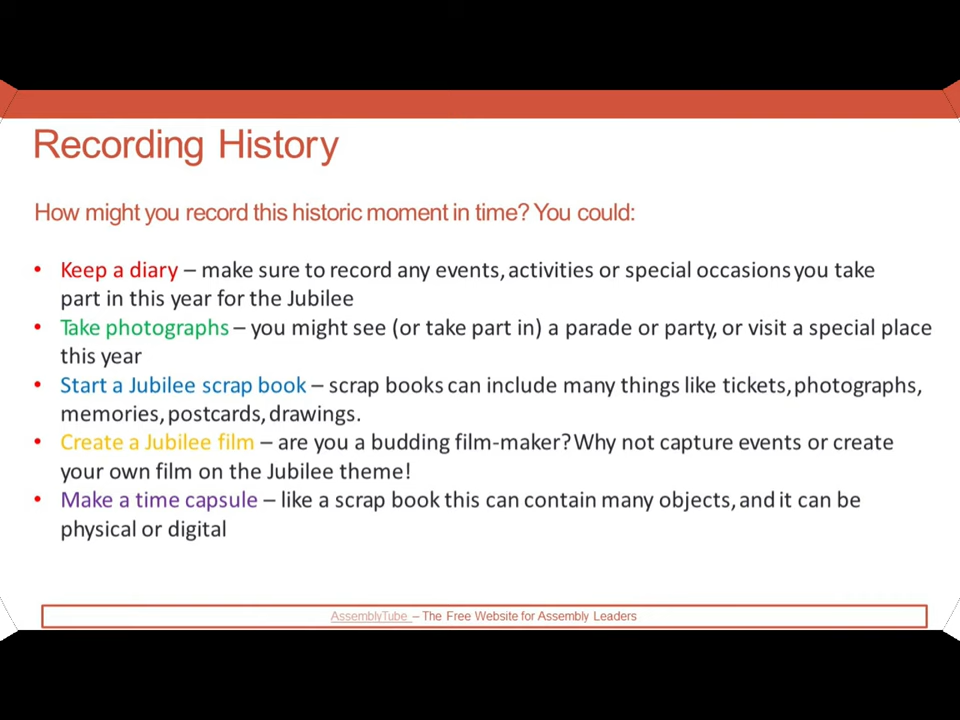 Recording History
How might you record this historic moment in time? You could:
• Keep a diary – make sure to record any events, activities or special occasions you take
part in this year for the Jubilee
• Take photographs – you might see (or take part in) a parade or party, or visit a special place
this year
• Start a Jubilee scrap book – scrap books can include many things like tickets, photographs,
memories, postcards, drawings.
• Create a Jubilee film – are you a budding film-maker? Why not capture events or create
your own film on the Jubilee theme!
• Make a time capsule – like a scrap book this can contain many objects, and it can be
physical or digital
AssemblyTube – The Free Website for Assembly Leaders